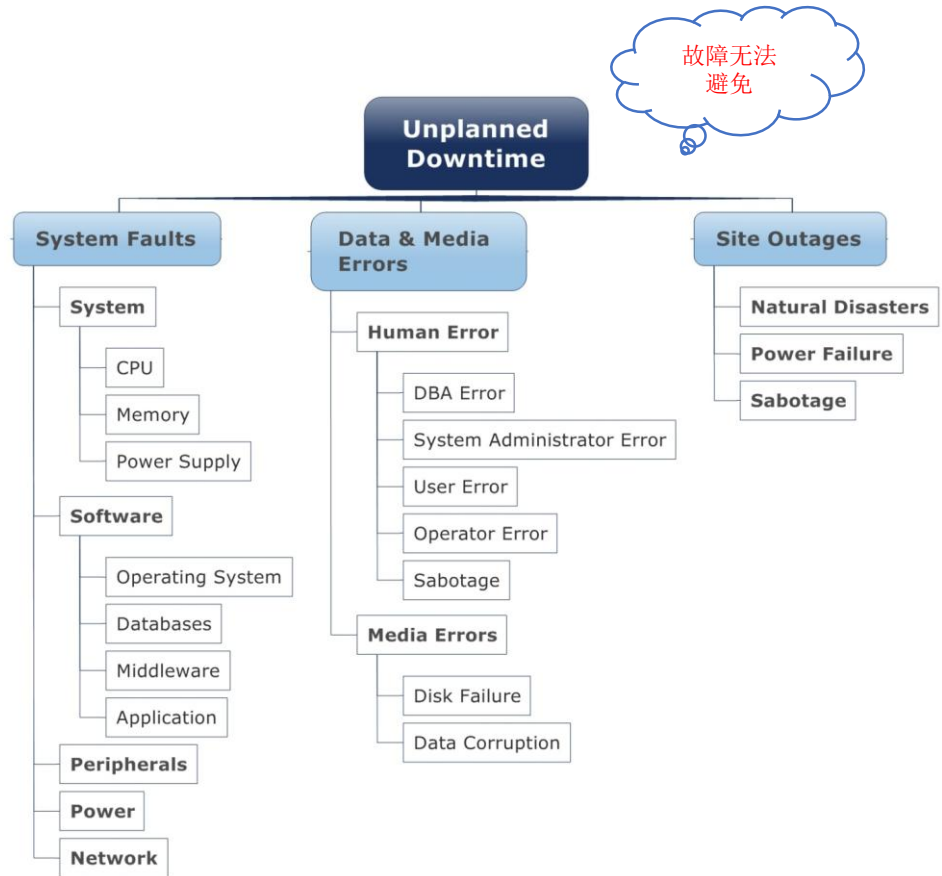 故障无法
避免
Unplanned
Downtime
System Faults
System
CPU
Memory
Power Supply
Software
Operating System
Databases
Middleware
Application
Peripherals
Power
Network
Data & Media
Errors
Human Error
DBA Error
System Administrator Error
User Error
Operator Error
Sabotage
Media Errors
Disk Failure
Data Corruption
Site Outages
Natural Disasters
Power Failure
Sabotage